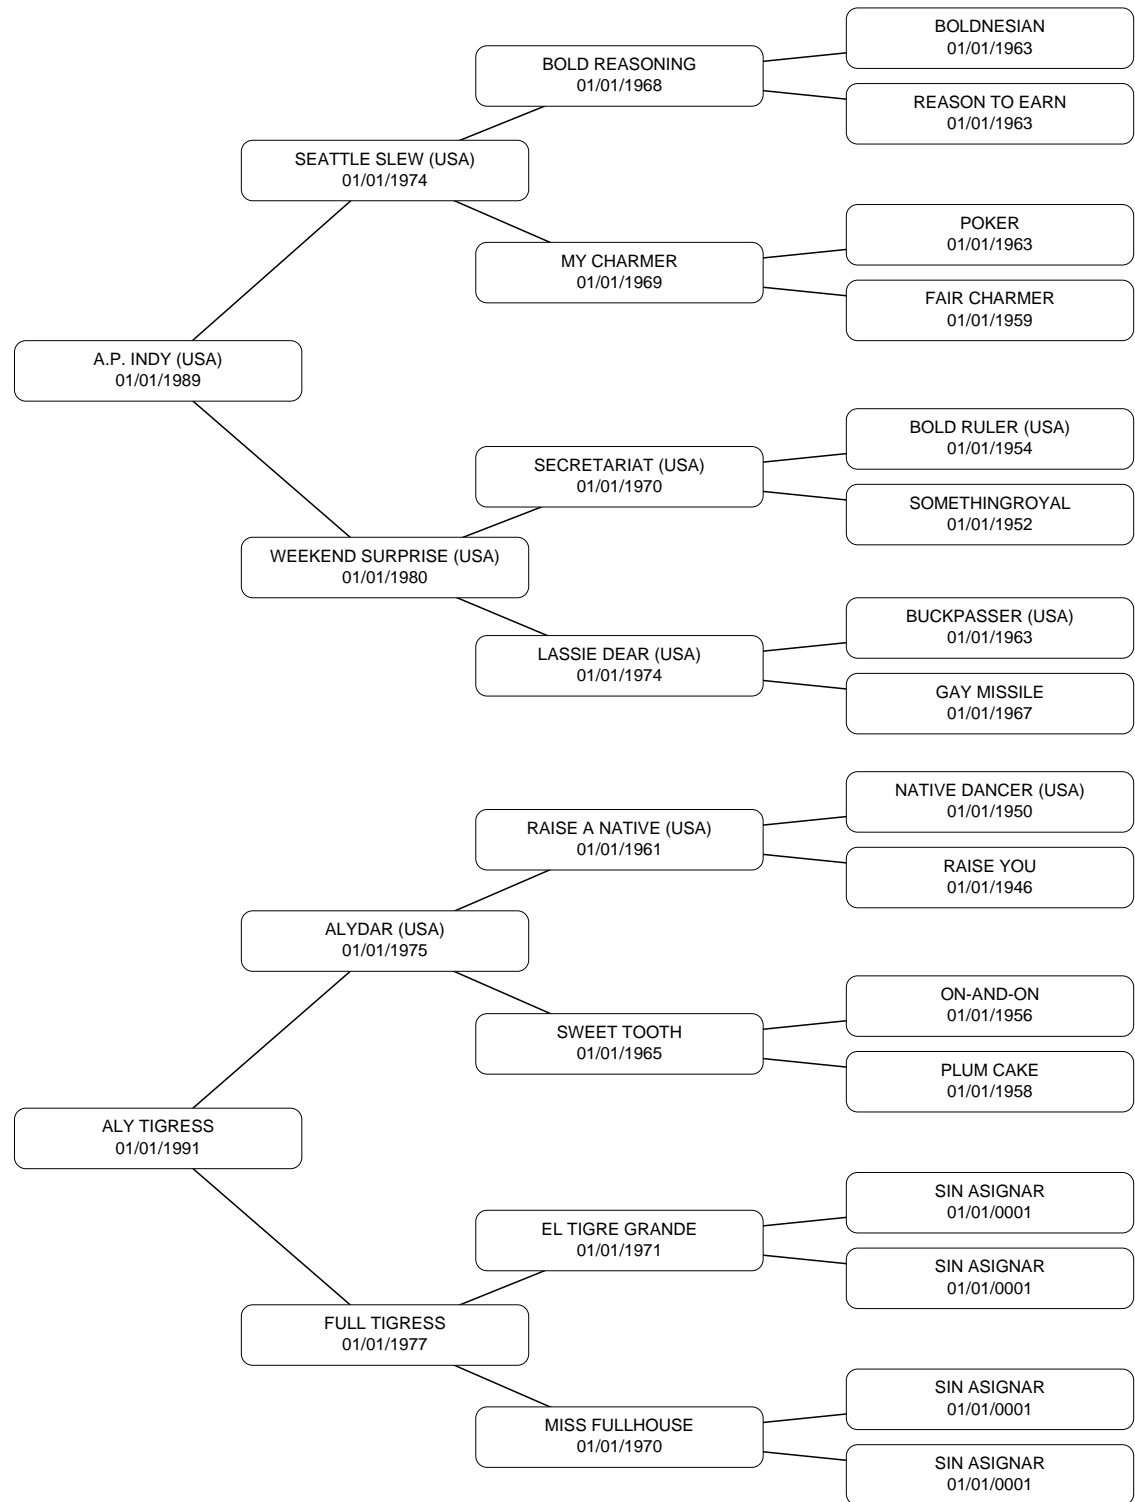 BOLDNESIAN
01/01/1963
BOLD REASONING
01/01/1968
REASON TO EARN
01/01/1963
SEATTLE SLEW (USA)
01/01/1974
POKER
01/01/1963
MY CHARMER
01/01/1969
FAIR CHARMER
01/01/1959
A.P. INDY (USA)
01/01/1989
BOLD RULER (USA)
01/01/1954
SECRETARIAT (USA)
01/01/1970
SOMETHINGROYAL
01/01/1952
WEEKEND SURPRISE (USA)
01/01/1980
BUCKPASSER (USA)
01/01/1963
LASSIE DEAR (USA)
01/01/1974
GAY MISSILE
01/01/1967
NATIVE DANCER (USA)
01/01/1950
RAISE A NATIVE (USA)
01/01/1961
RAISE YOU
01/01/1946
ALYDAR (USA)
01/01/1975
ON-AND-ON
01/01/1956
SWEET TOOTH
01/01/1965
PLUM CAKE
01/01/1958
ALY TIGRESS
01/01/1991
SIN ASIGNAR
01/01/0001
EL TIGRE GRANDE
01/01/1971
SIN ASIGNAR
01/01/0001
FULL TIGRESS
01/01/1977
SIN ASIGNAR
01/01/0001
MISS FULLHOUSE
01/01/1970
SIN ASIGNAR
01/01/0001